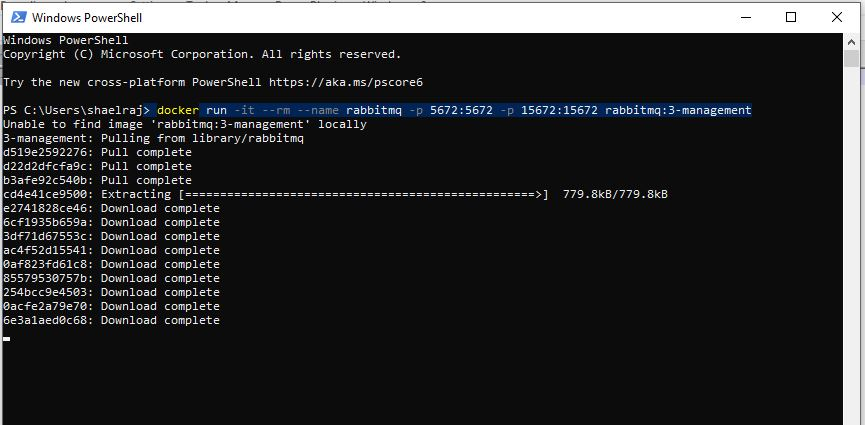 Windows PowerShell
Windows PowerShell
Copyright (C) Microsoft Corporation. All rights reserved.
Try the new cross-platform PowerShell https://aka.ms/pscore6
PS C:\Users\shaelraj> docker run -it --rm --name rabbitmq -p 5672:5672 -p 15672:15672 rabbitmq:3-management
Unable to find image 'rabbitmq:3-management' locally
3-management: Pulling from library/rabbitmq
d519e2592276: Pull complete
d22d2dfcfa9c: Pull complete
b3afe92c540b: Pull complete
cd4e41ce9500: Extracting [==================================================>]  779.8kB/779.8kB
e2741828ce46: Download complete
6cf1935b659a: Download complete
3df71d67553c: Download complete
ac4f52d15541: Download complete
0af823fd61c8: Download complete
85579530757b: Download complete
254bcc9e4503: Download complete
0acfe2a79e70: Download complete
6e3a1aed0c68: Download complete